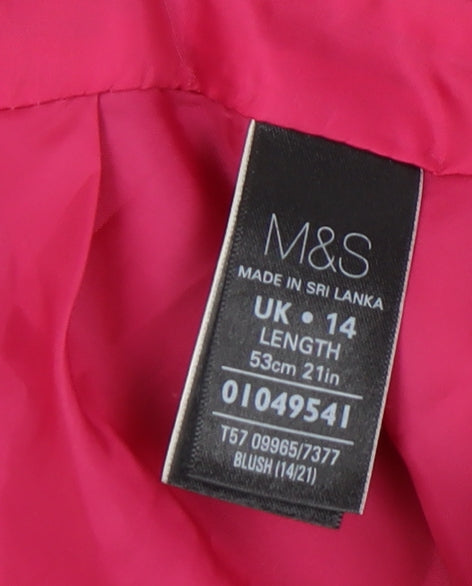 M&S
MADE IN SRI LANKA
UK • 14
LENGTH
53cm 21in
01049541
T57 09965/7377
BLUSH (14/21)